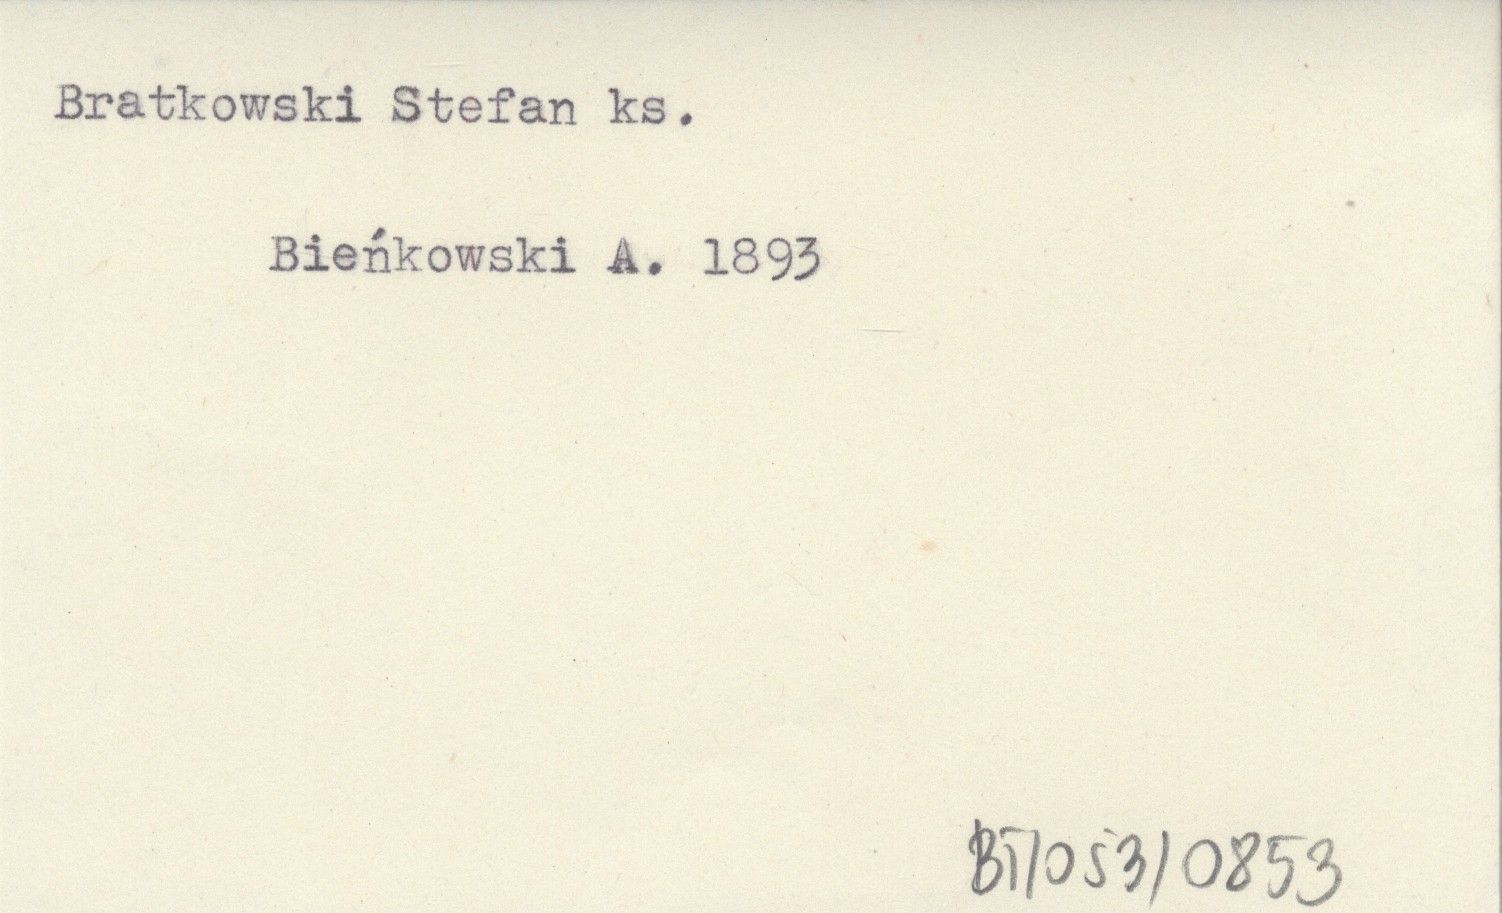 Bratkowski Stefan ks.
Bieńkowski A. 1893
BT/053/0853